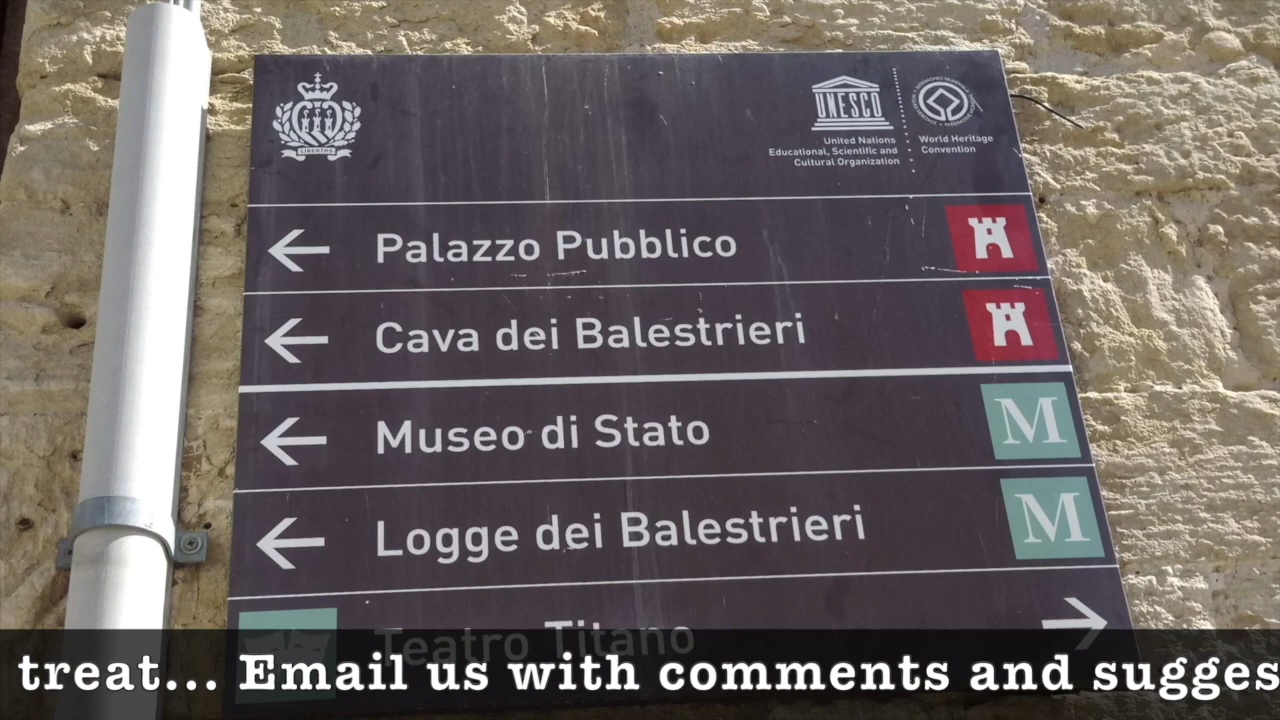 LIBERTAS
UNESCO
United Nations
Educational, Scientific and
Cultural Organization
World Heritage
Convention
Palazzo Pubblico
Cava dei Balestrieri
Museo di Stato
M
Logge dei Balestrieri
M
Teatro Titano
treat... Email us with comments and sugges